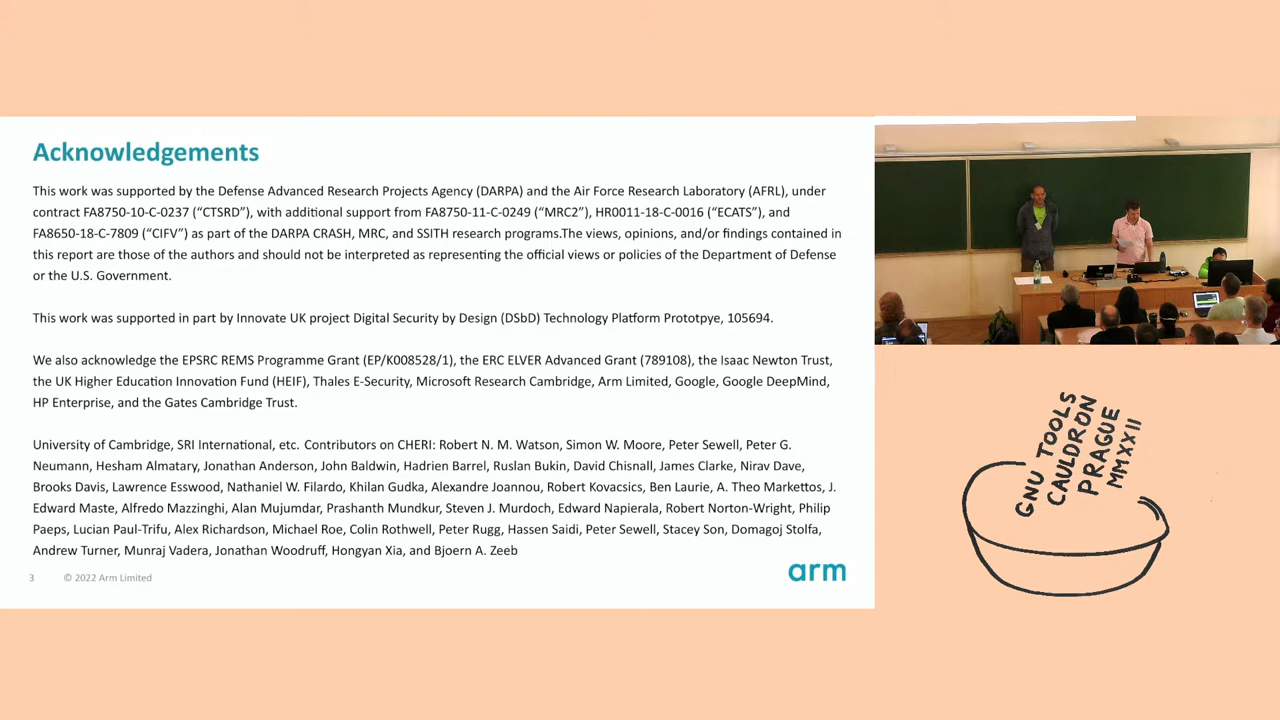 Acknowledgements
This work was supported by the Defense Advanced Research Projects Agency (DARPA) and the Air Force Research Laboratory (AFRL), under
contract FA8750-10-C-0237 (“CTSRD”), with additional support from FA8750-11-C-0249 (“MRC2”), HR0011-18-C-0016 (“ECATS”), and
FA8650-18-C-7809 (“CIFV”) as part of the DARPA CRASH, MRC, and SSITH research programs.The views, opinions, and/or findings contained in
this report are those of the authors and should not be interpreted as representing the official views or policies of the Department of Defense
or the U.S. Government.
This work was supported in part by Innovate UK project Digital Security by Design (DSbD) Technology Platform Prototpye, 105694.
We also acknowledge the EPSRC REMS Programme Grant (EP/K008528/1), the ERC ELVER Advanced Grant (789108), the Isaac Newton Trust,
the UK Higher Education Innovation Fund (HEIF), Thales E-Security, Microsoft Research Cambridge, Arm Limited, Google, Google DeepMind,
HP Enterprise, and the Gates Cambridge Trust.
University of Cambridge, SRI International, etc. Contributors on CHERI: Robert N. M. Watson, Simon W. Moore, Peter Sewell, Peter G.
Neumann, Hesham Almatary, Jonathan Anderson, John Baldwin, Hadrien Barrel, Ruslan Bukin, David Chisnall, James Clarke, Nirav Dave,
Brooks Davis, Lawrence Esswood, Nathaniel W. Filardo, Khilan Gudka, Alexandre Joannou, Robert Kovacsics, Ben Laurie, A. Theo Markettos, J.
Edward Maste, Alfredo Mazzinghi, Alan Mujumdar, Prashanth Mundkur, Steven J. Murdoch, Edward Napierala, Robert Norton-Wright, Philip
Paeps, Lucian Paul-Trifu, Alex Richardson, Michael Roe, Colin Rothwell, Peter Rugg, Hassen Saidi, Peter Sewell, Stacey Son, Domagoj Stolfa,
Andrew Turner, Munraj Vadera, Jonathan Woodruff, Hongyan Xia, and Bjoern A. Zeeb
3 © 2022 Arm Limited
arm
GNU TOOLS
CAULDRON
PRAGUE
MMXXII